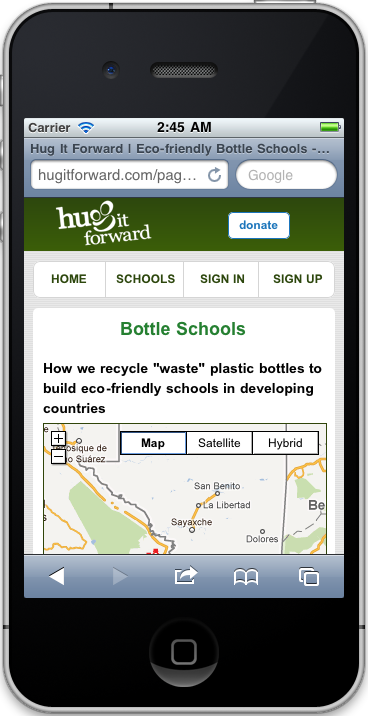 Carrier 2:45 AM
Hug It Forward | Eco-friendly Bottle Schools -...
hugitforward.com/pag... Google
hug it
forward
donate
HOME SCHOOLS SIGN IN SIGN UP
Bottle Schools
How we recycle "waste" plastic bottles to
build eco-friendly schools in developing
countries
Map Satellite Hybrid
osique de
o Suárez
San Benito
La Libertad
Be
Sayaxche
Dolores